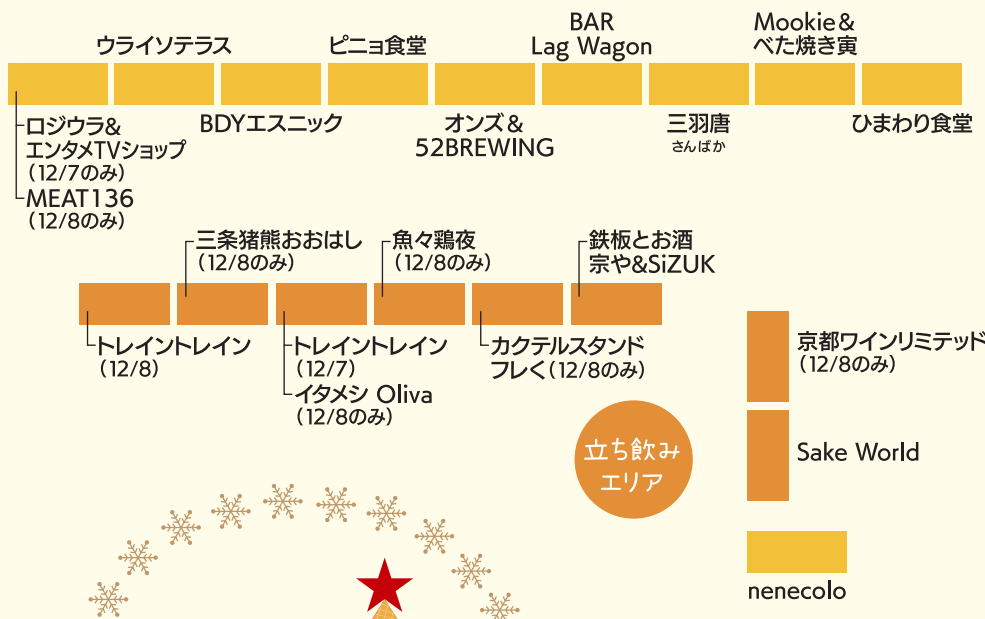 ウライソテラス
ピニョ食堂
BAR
Lag Wagon
Mookie&
べた焼き寅
ロジウラ&
エンタメTVショップ
(12/7のみ)
MEAT136
(12/8のみ)
BDYエスニック
オンズ&
52BREWING
三羽唐
さんばか
ひまわり食堂
三条猪熊おおはし
(12/8のみ)
魚々鶏夜
(12/8のみ)
鉄板とお酒
宗や&SiZUK
トレイントレイン
(12/8)
トレイントレイン
(12/7)
イタメシ Oliva
(12/8のみ)
カクテルスタンド
フレく(12/8のみ)
京都ワインリミテッド
(12/8のみ)
立ち飲み
エリア
Sake World
nenecolo